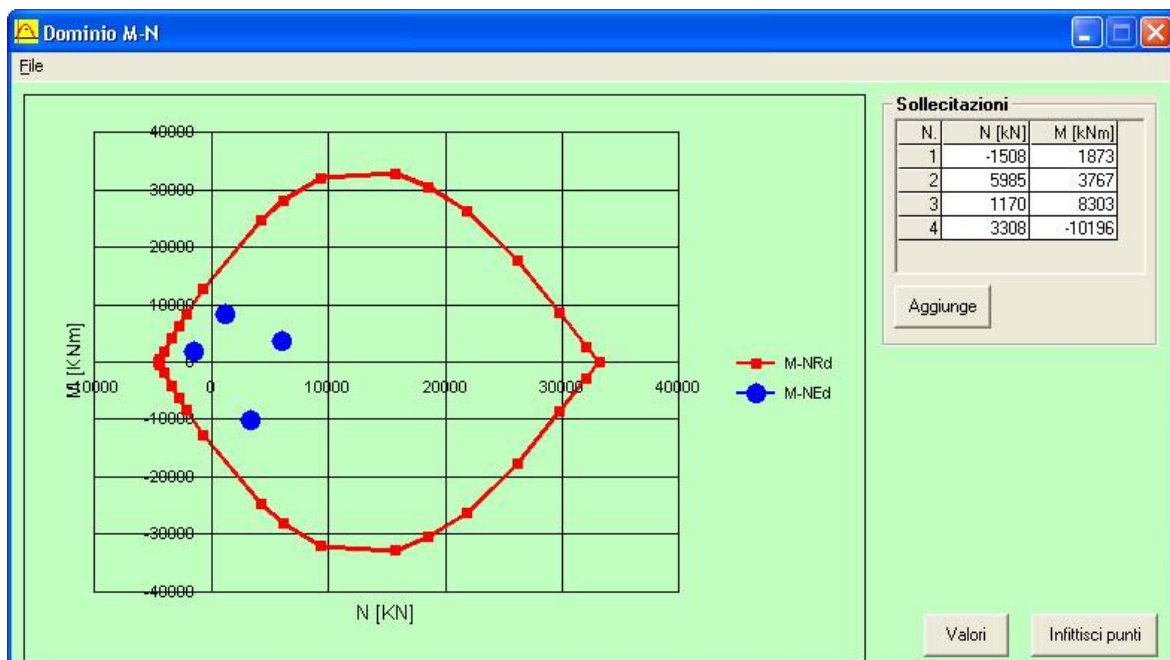 Dominio M-N
File
40000
30000
20000
10000
0
-10000
-20000
-30000
-40000
M [KNm]
-10000 0 10000 20000 30000 40000
N [KN]
M-NRd
M-NEd
Sollecitazioni
N. N [kN] M [kNm]
1 -1508 1873
2 5985 3767
3 1170 8303
4 3308 -10196
Aggiunge
Valori Infittisci punti